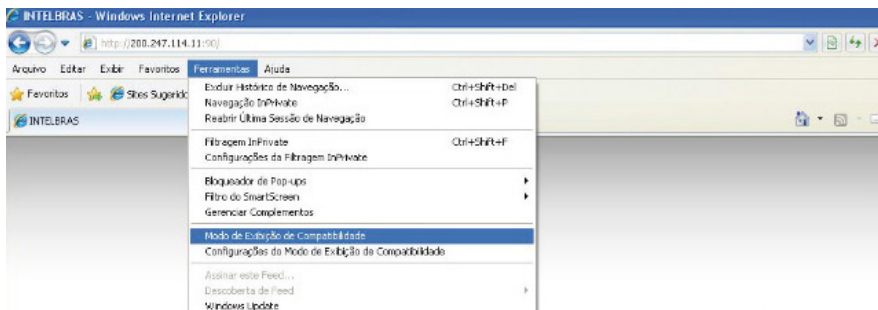 INTELBRAS - Windows Internet Explorer
http://200.247.114.11:90/
Arquivo Editar Exibir Favoritos Ferramentas Ajuda
Favoritos Sites Sugerido
INTELBRAS
Excluir Histórico de Navegação... Ctrl+Shift+Del
Navegação InPrivate Ctrl+Shift+P
Reabrir Última Sessão de Navegação
Filtragem InPrivate Ctrl+Shift+F
Configurações da Filtragem InPrivate
Bloqueador de Pop-ups
Filtro do SmartScreen
Gerenciar Complementos
Modo de Exibição de Compatibilidade
Configurações do Modo de Exibição de Compatibilidade
Assinar este Feed...
Descoberta de Feed
Windows Update